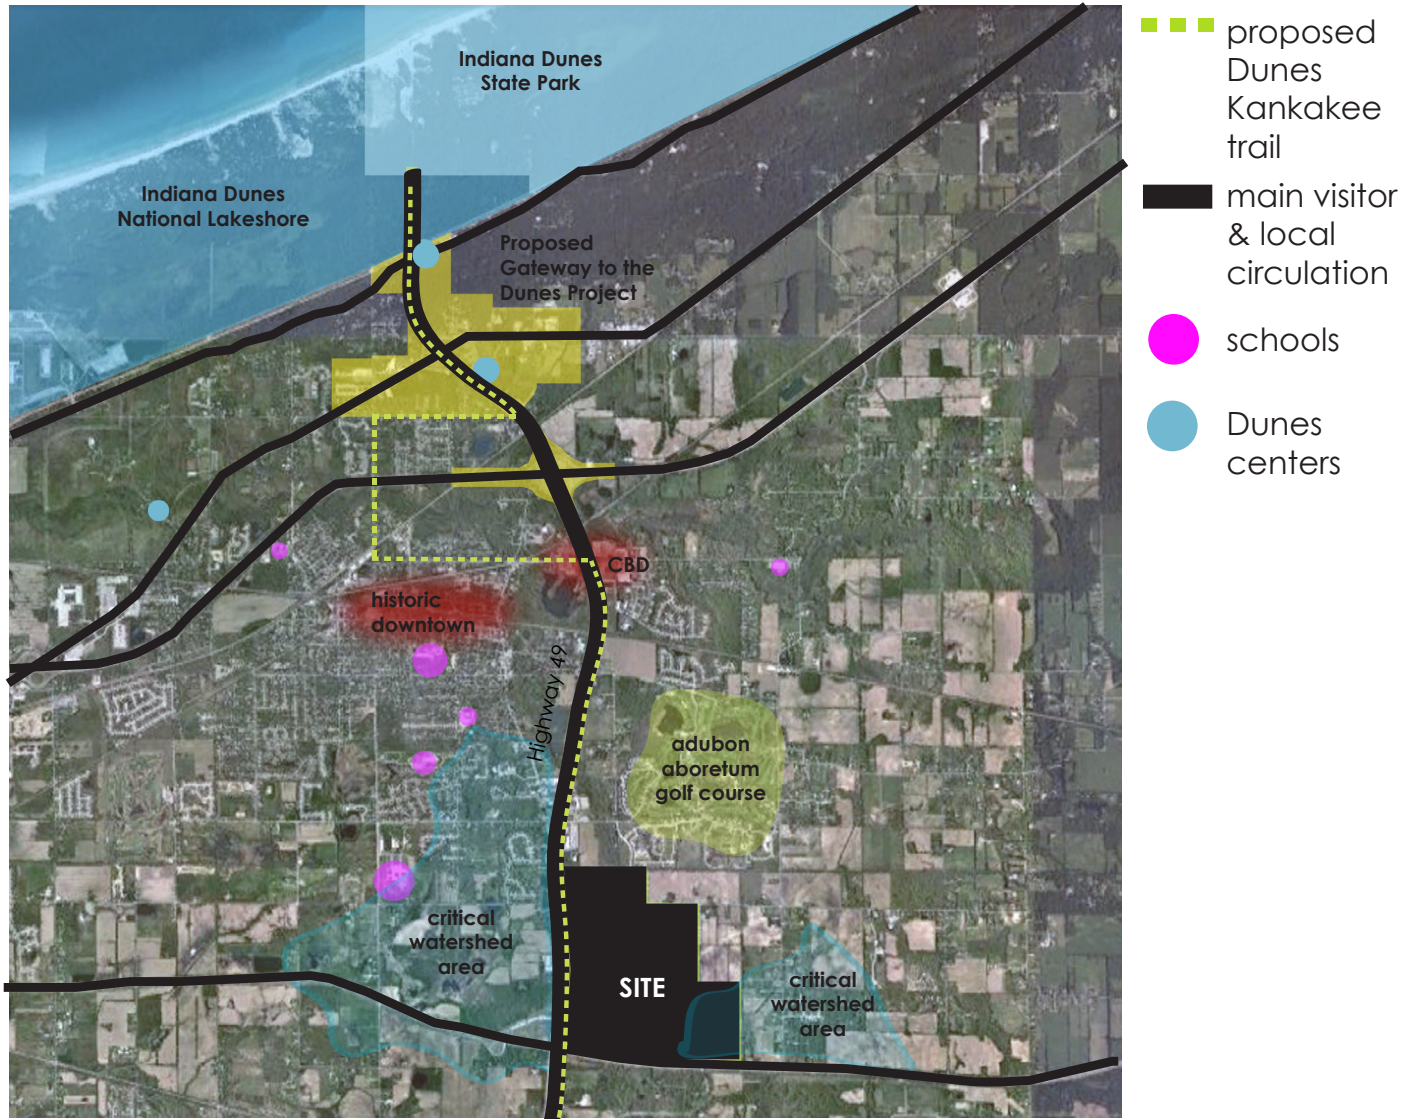 Indiana Dunes
State Park
Indiana Dunes
National Lakeshore
Proposed
Gateway to the
Dunes Project
CBD
historic
downtown
Highway 49
adubon
aboretum
golf course
critical
watershed
area
SITE
critical
watershed
area
proposed
Dunes
Kankakee
trail
main visitor
& local
circulation
schools
Dunes
centers